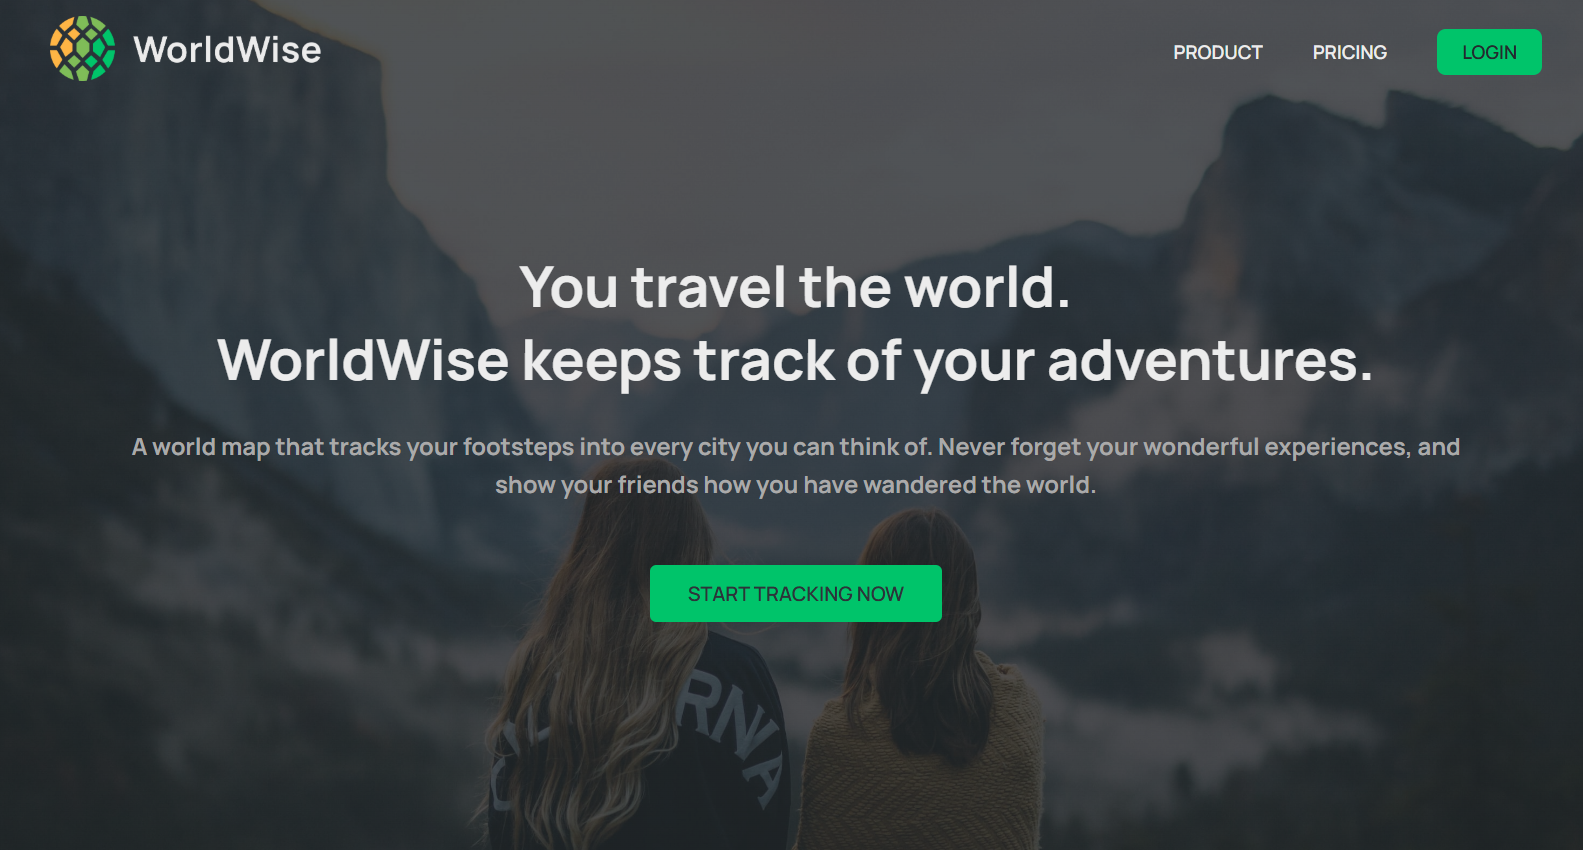 WorldWise
PRODUCT
PRICING
LOGIN
You travel the world.
WorldWise keeps track of your adventures.
A world map that tracks your footsteps into every city you can think of. Never forget your wonderful experiences, and
show your friends how you have wandered the world.
START TRACKING NOW
RNIA